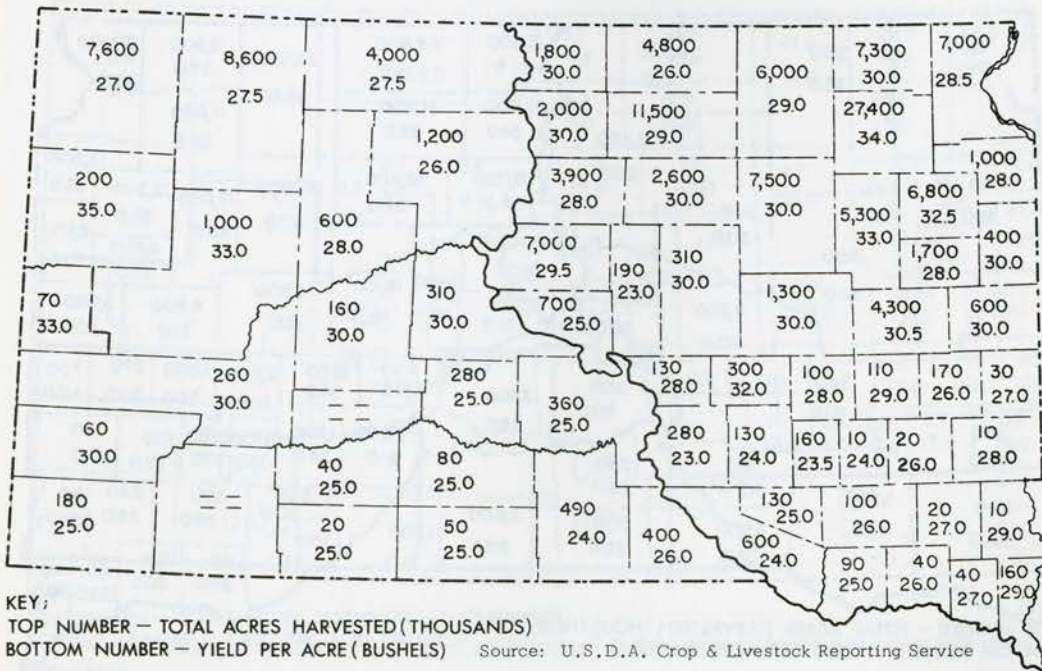 7,600 8,600 4,000 1,800 4,800 6,000 7,300 7,000
27.0 27.5 27.5 30.0 26.0 29.0 30.0 28.5
1,200 2,000 11,500 27,400
26.0 30.0 29.0 34.0
200 1,000 600 3,900 2,600 7,500 5,300 6,800 1,000
35.0 33.0 28.0 28.0 30.0 30.0 33.0 32.5 28.0
7,000 190 310 1,700 400
29.5 23.0 30.0 28.0 30.0
70 160 310 700 1,300 4,300 600
33.0 30.0 30.0 25.0 30.0 30.5 30.0
260 — 280 360 130 300 100 110 170 30
30.0 — 25.0 25.0 28.0 32.0 28.0 29.0 26.0 27.0
60 40 80 280 130 160 10 20 10
30.0 25.0 25.0 23.0 24.0 23.5 24.0 26.0 28.0
180 — 20 50 490 400 600 130 100 20 10
25.0 — 25.0 25.0 24.0 26.0 24.0 25.0 26.0 27.0 29.0
90 40 40 160
250 26.0 27.0 29.0
KEY;
TOP NUMBER — TOTAL ACRES HARVESTED (THOUSANDS)
BOTTOM NUMBER — YIELD PER ACRE (BUSHELS) Source: U.S.D.A. Crop & Livestock Reporting Service